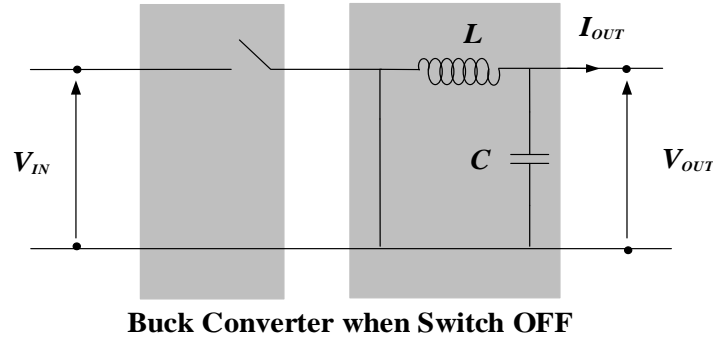 L
I_OUT
V_IN
C
V_OUT
Buck Converter when Switch OFF